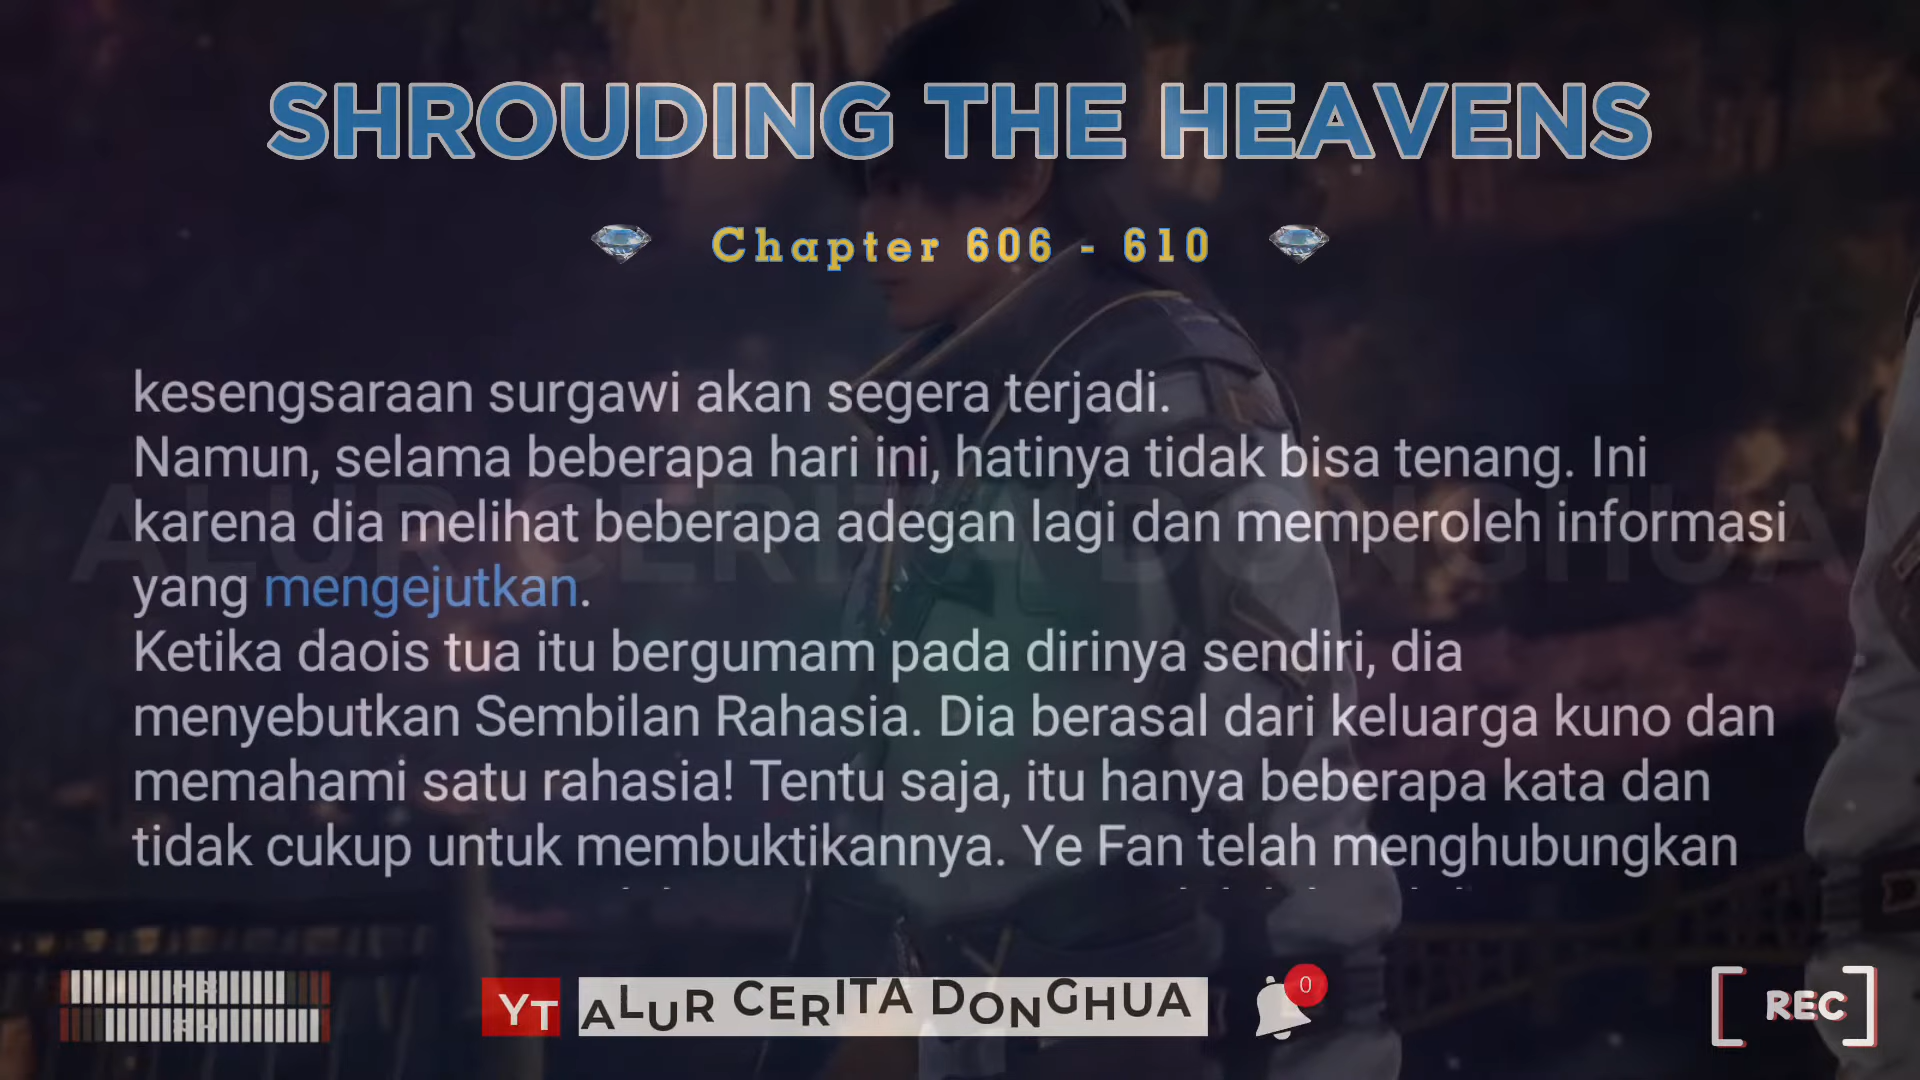 SHROUDING THE HEAVENS
Chapter 606 - 610
kesengsaraan surgawi akan segera terjadi.
Namun, selama beberapa hari ini, hatinya tidak bisa tenang. Ini
karena dia melihat beberapa adegan lagi dan memperoleh informasi
yang mengejutkan.
Ketika daois tua itu bergumam pada dirinya sendiri, dia
menyebutkan Sembilan Rahasia. Dia berasal dari keluarga kuno dan
memahami satu rahasia! Tentu saja, itu hanya beberapa kata dan
tidak cukup untuk membuktikannya. Ye Fan telah menghubungkan
ALUR CERITA DONGHUA
YT ALUR CERITA DONGHUA
0
REC